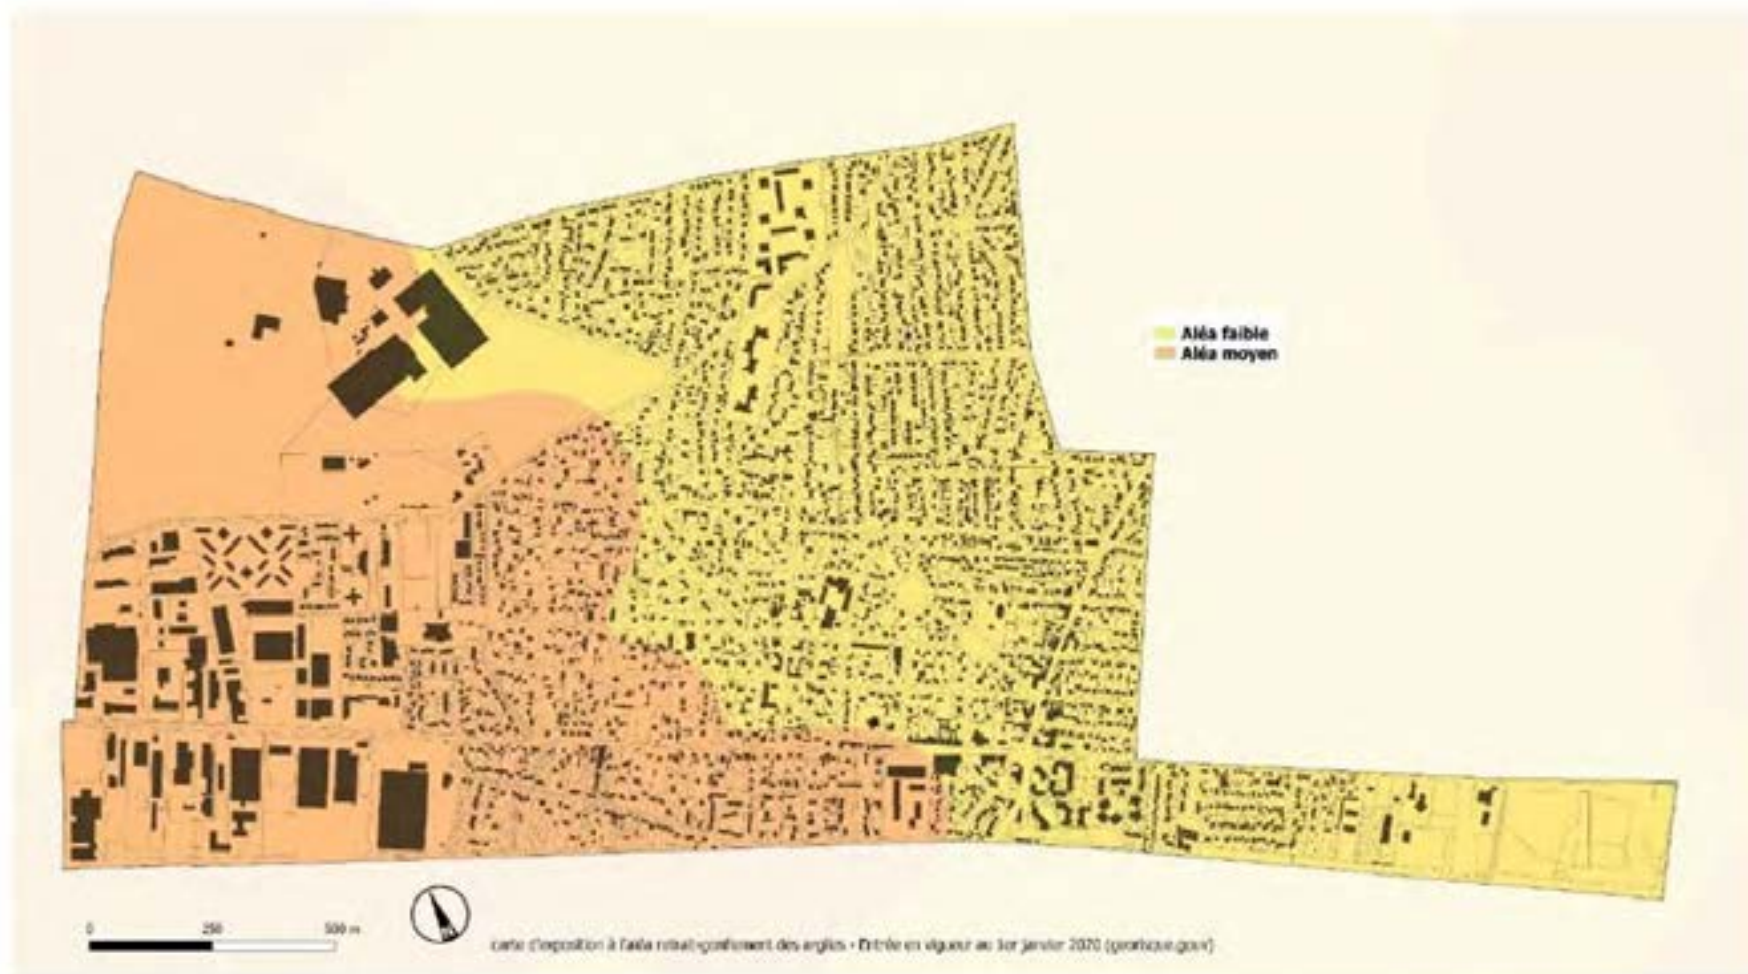 Aléa faible
Aléa moyen
0 250 500 m
carte d'exposition à l'aléa retrait-gonflement des argiles - Entrée en vigueur au 1er janvier 2020 (georisque.gouv)